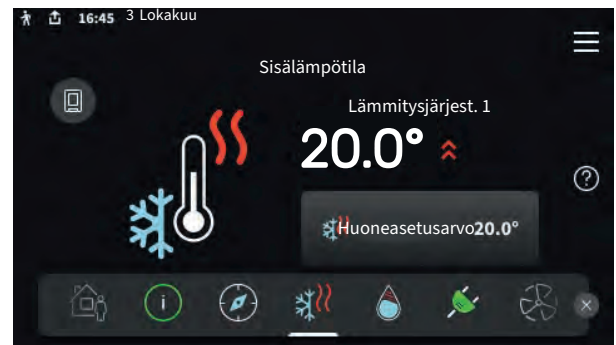 16:45 3 Lokakuu
Sisälämpötila
Lämmitysjärjest. 1
20.0°
Huoneasetusarvo20.0°